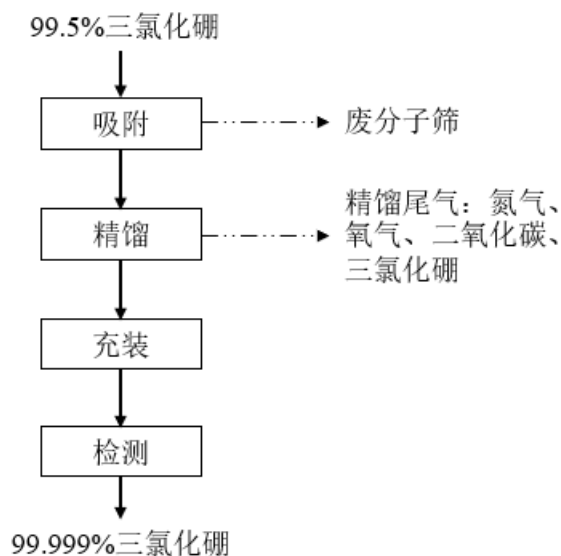 99.5%三氯化硼
吸附
废分子筛
精馏
精馏尾气：氮气、
氧气、二氧化碳、
三氯化硼
充装
检测
99.999%三氯化硼